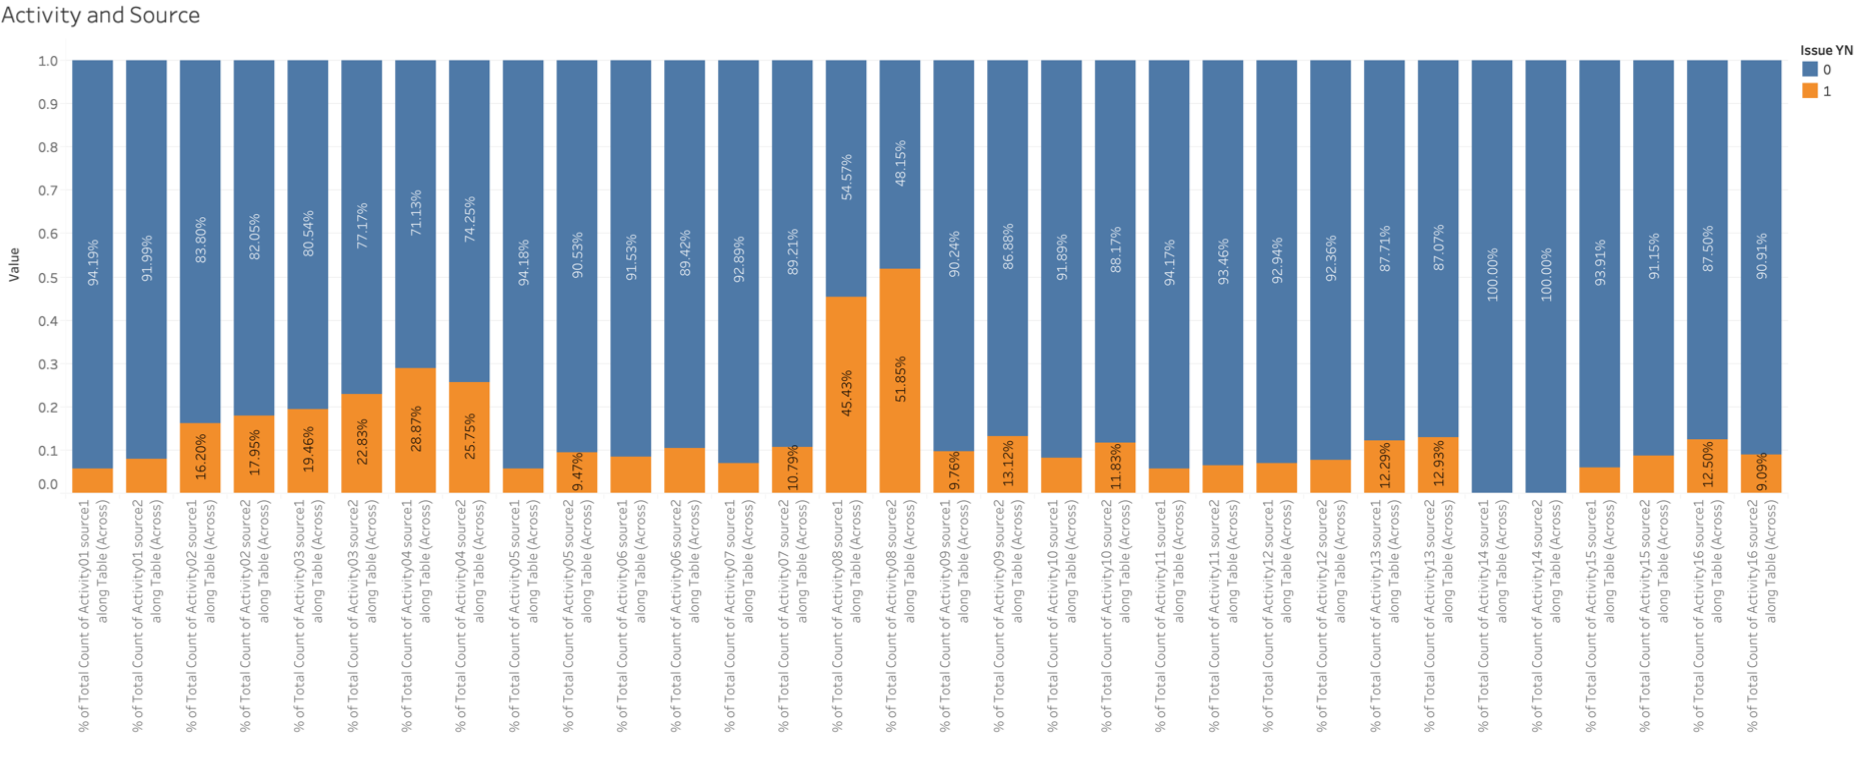 Activity and Source
Issue YN
0
1
Value
1.0
0.9
0.8
0.7
0.6
0.5
0.4
0.3
0.2
0.1
0.0
94.19%
91.99%
83.80%
16.20%
82.05%
17.95%
80.54%
19.46%
77.17%
22.83%
71.13%
28.87%
74.25%
25.75%
94.18%
90.53%
9.47%
91.53%
89.42%
92.89%
89.21%
10.79%
54.57%
45.43%
48.15%
51.85%
90.24%
9.76%
86.88%
13.12%
91.89%
88.17%
11.83%
94.17%
93.46%
92.94%
92.36%
87.71%
12.29%
87.07%
12.93%
100.00%
100.00%
93.91%
91.15%
87.50%
12.50%
90.91%
9.09%
% of Total Count of Activity01 source1
along Table (Across)
% of Total Count of Activity01 source2
along Table (Across)
% of Total Count of Activity02 source1
along Table (Across)
% of Total Count of Activity02 source2
along Table (Across)
% of Total Count of Activity03 source1
along Table (Across)
% of Total Count of Activity03 source2
along Table (Across)
% of Total Count of Activity04 source1
along Table (Across)
% of Total Count of Activity04 source2
along Table (Across)
% of Total Count of Activity05 source1
along Table (Across)
% of Total Count of Activity05 source2
along Table (Across)
% of Total Count of Activity06 source1
along Table (Across)
% of Total Count of Activity06 source2
along Table (Across)
% of Total Count of Activity07 source1
along Table (Across)
% of Total Count of Activity07 source2
along Table (Across)
% of Total Count of Activity08 source1
along Table (Across)
% of Total Count of Activity08 source2
along Table (Across)
% of Total Count of Activity09 source1
along Table (Across)
% of Total Count of Activity09 source2
along Table (Across)
% of Total Count of Activity10 source1
along Table (Across)
% of Total Count of Activity10 source2
along Table (Across)
% of Total Count of Activity11 source1
along Table (Across)
% of Total Count of Activity11 source2
along Table (Across)
% of Total Count of Activity12 source1
along Table (Across)
% of Total Count of Activity12 source2
along Table (Across)
% of Total Count of Activity13 source1
along Table (Across)
% of Total Count of Activity13 source2
along Table (Across)
% of Total Count of Activity14 source1
along Table (Across)
% of Total Count of Activity14 source2
along Table (Across)
% of Total Count of Activity15 source1
along Table (Across)
% of Total Count of Activity15 source2
along Table (Across)
% of Total Count of Activity16 source1
along Table (Across)
% of Total Count of Activity16 source2
along Table (Across)